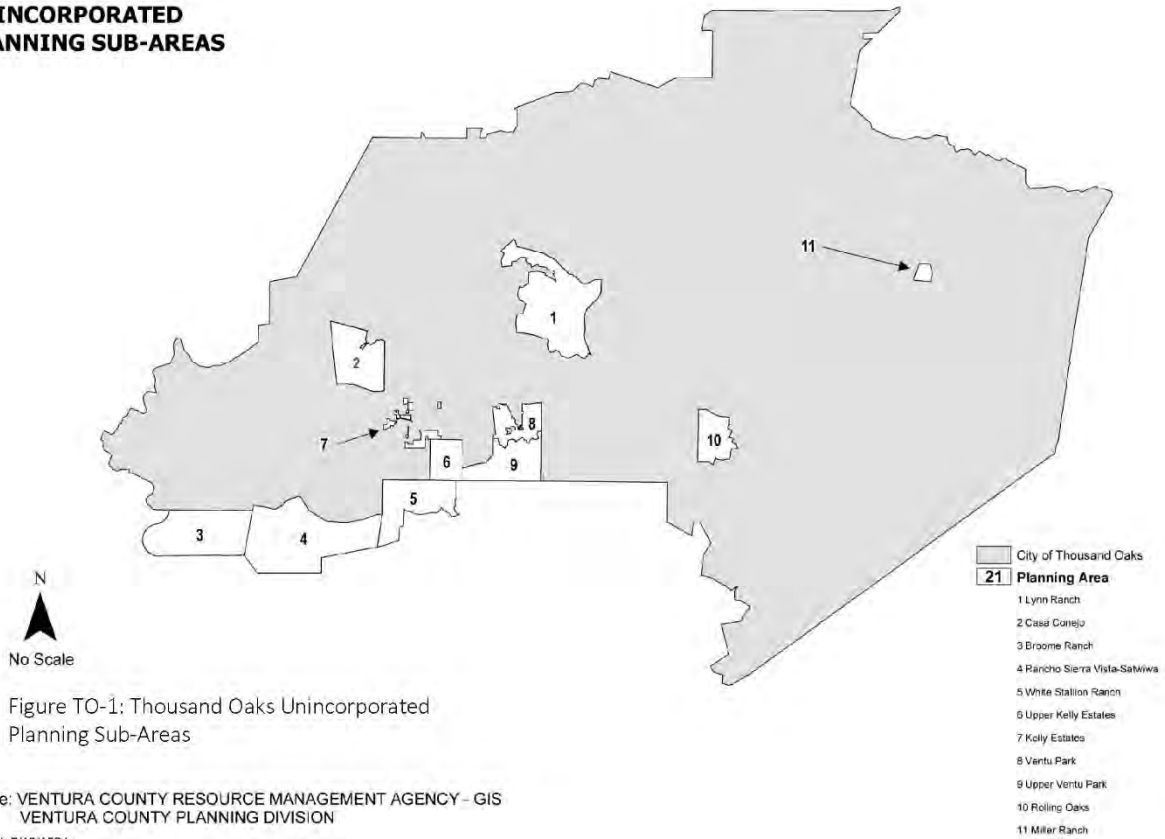 INCORPORATED
ANNING SUB-AREAS
11
1
2
7
8
10
6
9
5
3
4
N
No Scale
City of Thousand Oaks
21 Planning Area
1 Lynn Ranch
2 Casa Conejo
3 Broome Ranch
4 Rancho Sierra Vista-Satwiwa
5 White Stallion Ranch
6 Upper Kelly Estates
7 Kelly Estates
8 Ventu Park
9 Upper Ventu Park
10 Rolling Oaks
11 Miller Ranch
Figure TO-1: Thousand Oaks Unincorporated
Planning Sub-Areas
e: VENTURA COUNTY RESOURCE MANAGEMENT AGENCY - GIS
VENTURA COUNTY PLANNING DIVISION